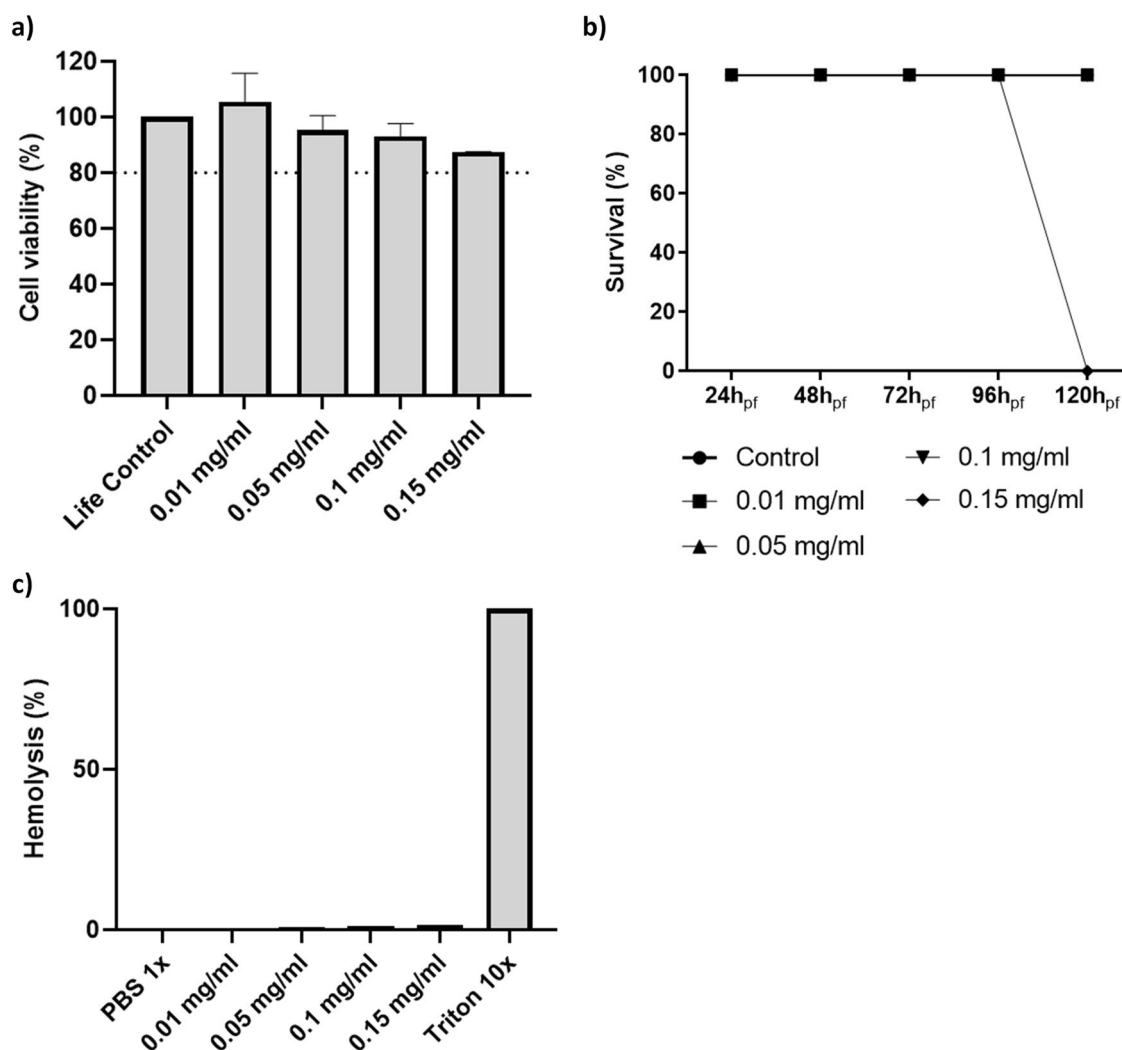 a)
Cell viability (%)
120
100
80
60
40
20
0
Life Control
0.01 mg/ml
0.05 mg/ml
0.1 mg/ml
0.15 mg/ml
b)
Survival (%)
100
80
60
40
20
0
24hpf
48hpf
72hpf
96hpf
120hpf
Control
0.01 mg/ml
0.05 mg/ml
0.1 mg/ml
0.15 mg/ml
c)
Hemolysis (%)
100
50
0
PBS 1x
0.01 mg/ml
0.05 mg/ml
0.1 mg/ml
0.15 mg/ml
Triton 10x